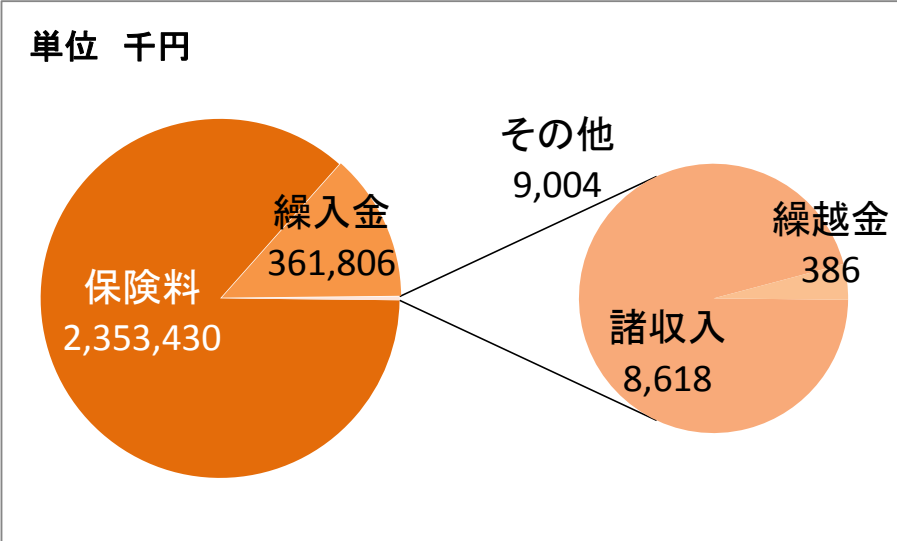 単位　千円
保険料
2,353,430
繰入金
361,806
その他
9,004
諸収入
8,618
繰越金
386